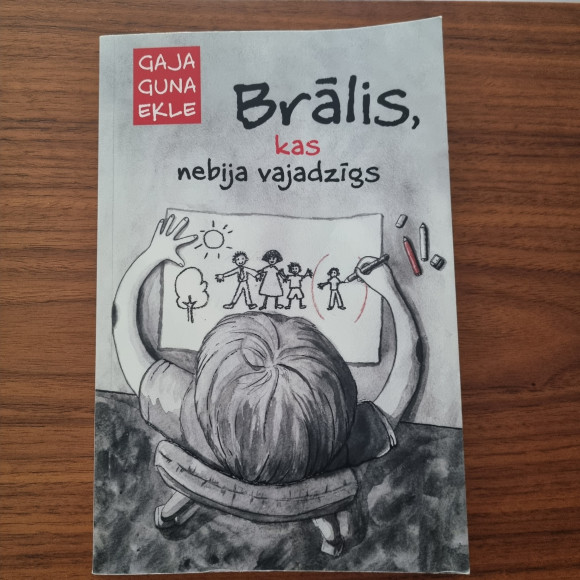 GAJA
GUNA
EKLE
Brālis,
kas
nebija vajadzīgs